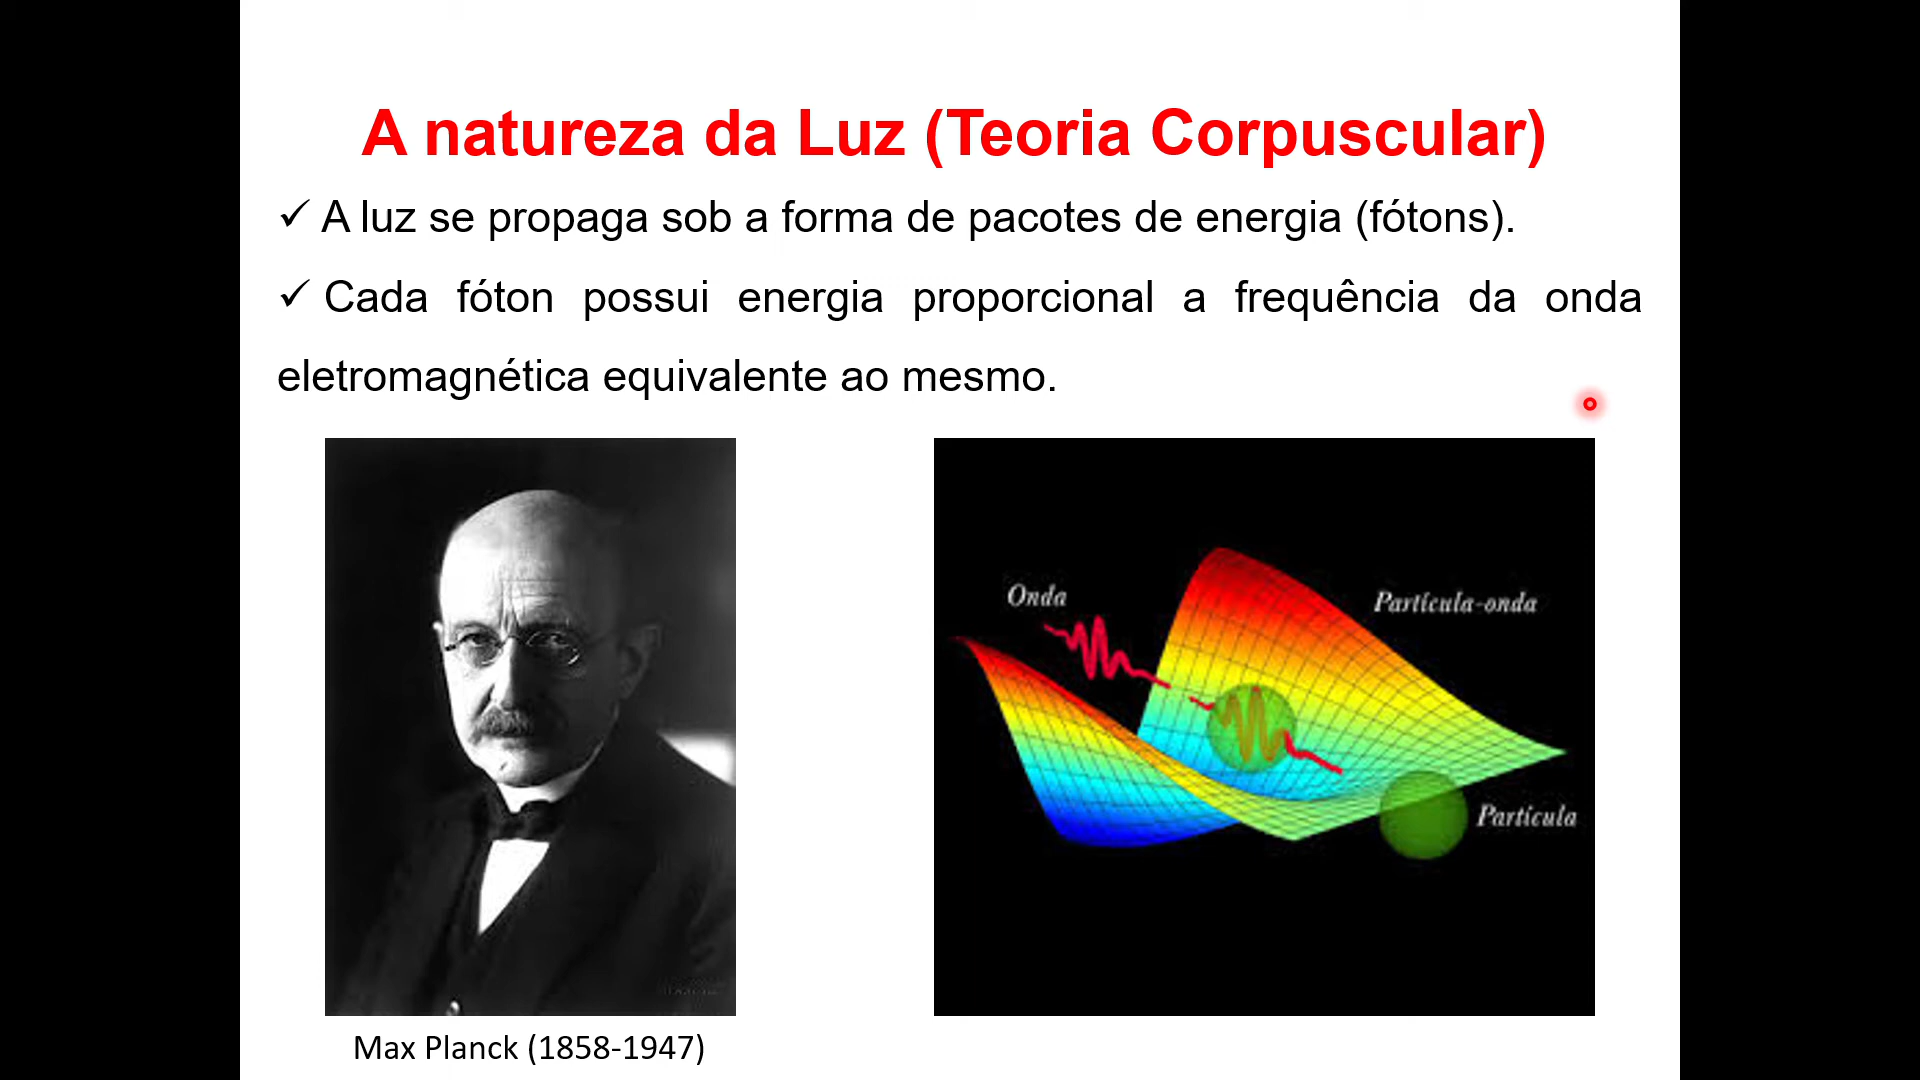 A natureza da Luz (Teoria Corpuscular)
✓ A luz se propaga sob a forma de pacotes de energia (fótons).
✓ Cada fóton possui energia proporcional a frequência da onda
eletromagnética equivalente ao mesmo.
Onda
Partícula-onda
Partícula
Max Planck (1858-1947)